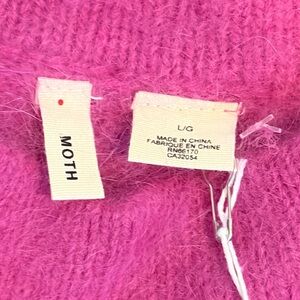 MOTH
L/G
MADE IN CHINA
FABRIQUE EN CHINE
RN66170
CA32054